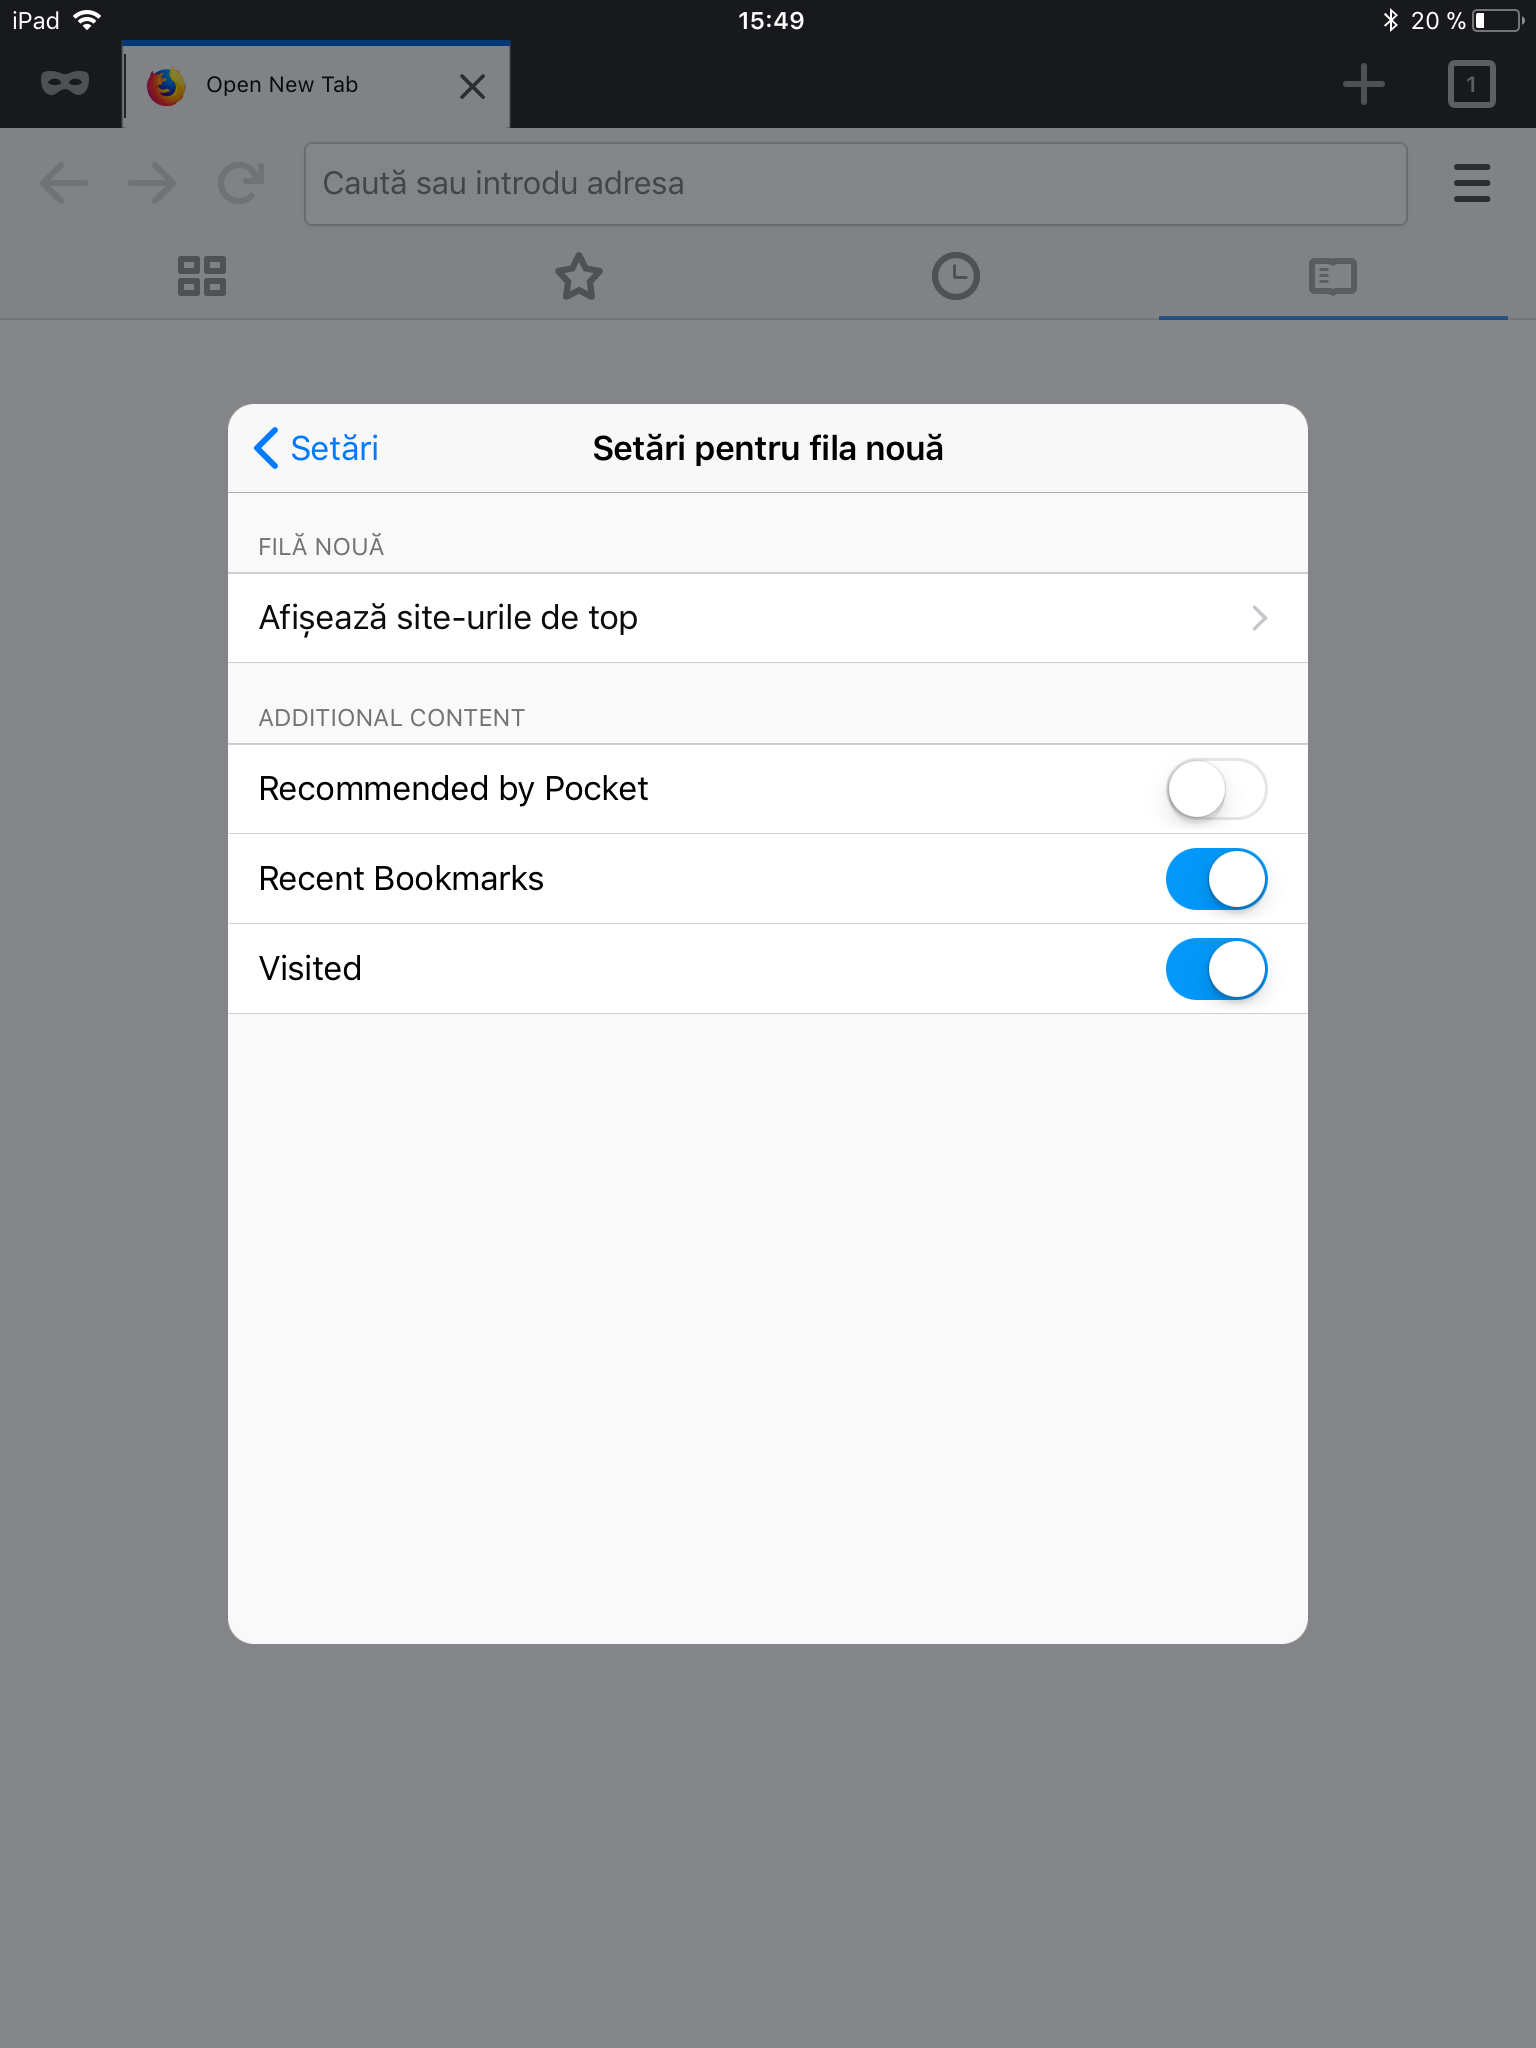 iPad 15:49 20 %
Open New Tab 1
Caută sau introdu adresa
Setări Setări pentru fila nouă
FILĂ NOUĂ
Afișează site-urile de top
ADDITIONAL CONTENT
Recommended by Pocket
Recent Bookmarks
Visited